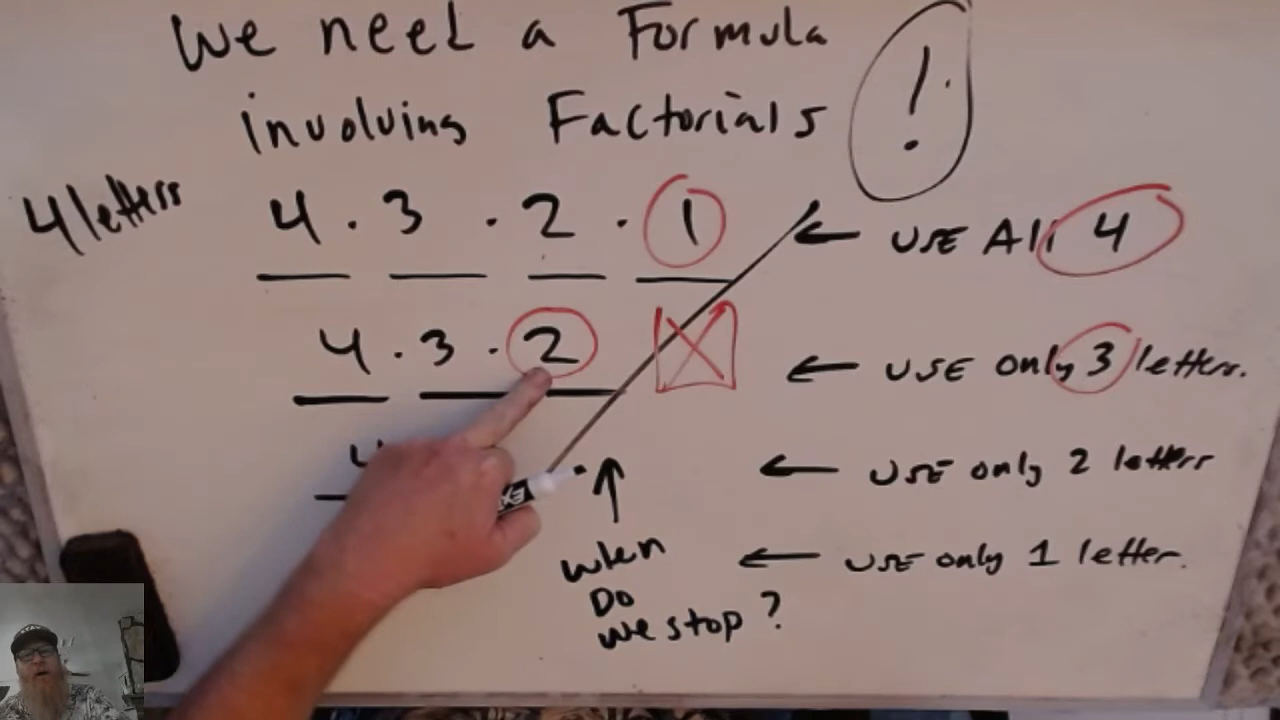 We need a Formula
involving Factorials !
4 letters
4 . 3 . 2 . 1 ← USE All 4
4 . 3 . 2 ← USE only 3 letters.
4 ← USE only 2 letters
← USE only 1 letter.
When
Do
we stop ?